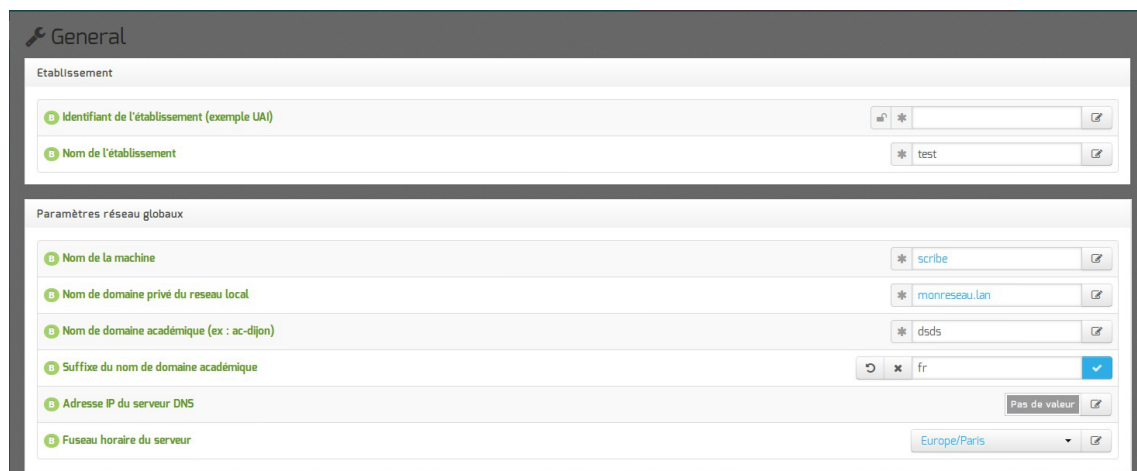 General
Etablissement
B Identifiant de l'établissement (exemple UAI)
B Nom de l'établissement test
Paramètres réseau globaux
B Nom de la machine scribe
B Nom de domaine privé du reseau local monreseau.lan
B Nom de domaine académique (ex : ac-dijon) dsds
B Suffixe du nom de domaine académique fr
B Adresse IP du serveur DNS Pas de valeur
B Fuseau horaire du serveur Europe/Paris